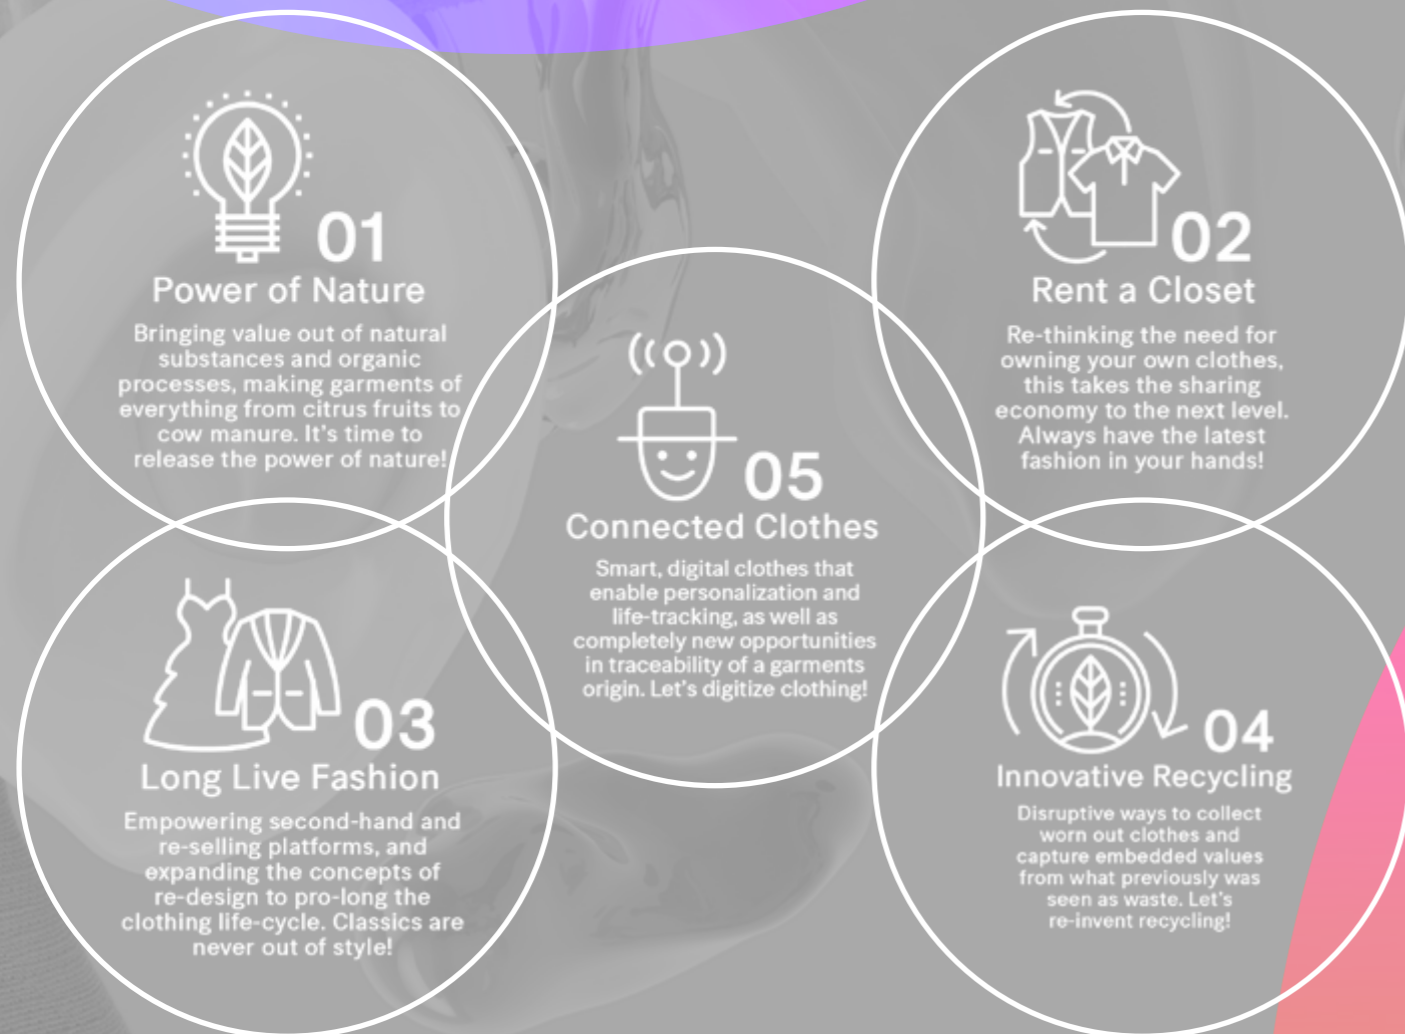 01
Power of Nature
Bringing value out of natural
substances and organic
processes, making garments of
everything from citrus fruits to
cow manure. It's time to
release the power of nature!
02
Rent a Closet
Re-thinking the need for
owning your own clothes,
this takes the sharing
economy to the next level.
Always have the latest
fashion in your hands!
05
Connected Clothes
Smart, digital clothes that
enable personalization and
life-tracking, as well as
completely new opportunities
in traceability of a garments
origin. Let's digitize clothing!
03
Long Live Fashion
Empowering second-hand and
re-selling platforms, and
expanding the concepts of
re-design to pro-long the
clothing life-cycle. Classics are
never out of style!
04
Innovative Recycling
Disruptive ways to collect
worn out clothes and
capture embedded values
from what previously was
seen as waste. Let's
re-invent recycling!